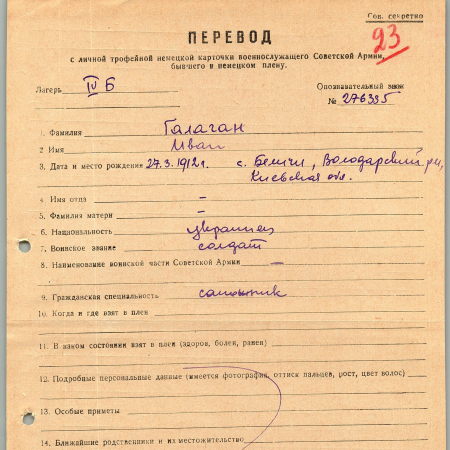 Сов. секретно
23
ПЕРЕВОД
с личной трофейной немецкой карточки военнослужащего Советской Армии,
бывшего в немецком плену.
Лагерь IV Б
Опознавательный знак
№ 276335
1. Фамилия Галаган
2 Имя Иван
3. Дата и место рождения 27.3.1912 г. с. Володарский р-н,
Киевская обл.
4. Имя отца –
5. Фамилия матери –
6. Национальность украинец
7. Воинское звание солдат
8. Наименование воинской части Советской Армии —
9. Гражданская специальность сапожник
10. Когда и где взят в плен
11. В каком состоянии взят в плен (здоров, болен, ранен)
12. Подробные персональные данные (имеется фотография, оттиск пальцев, рост, цвет волос)
13. Особые приметы
14. Ближайшие родственники и их местожительство